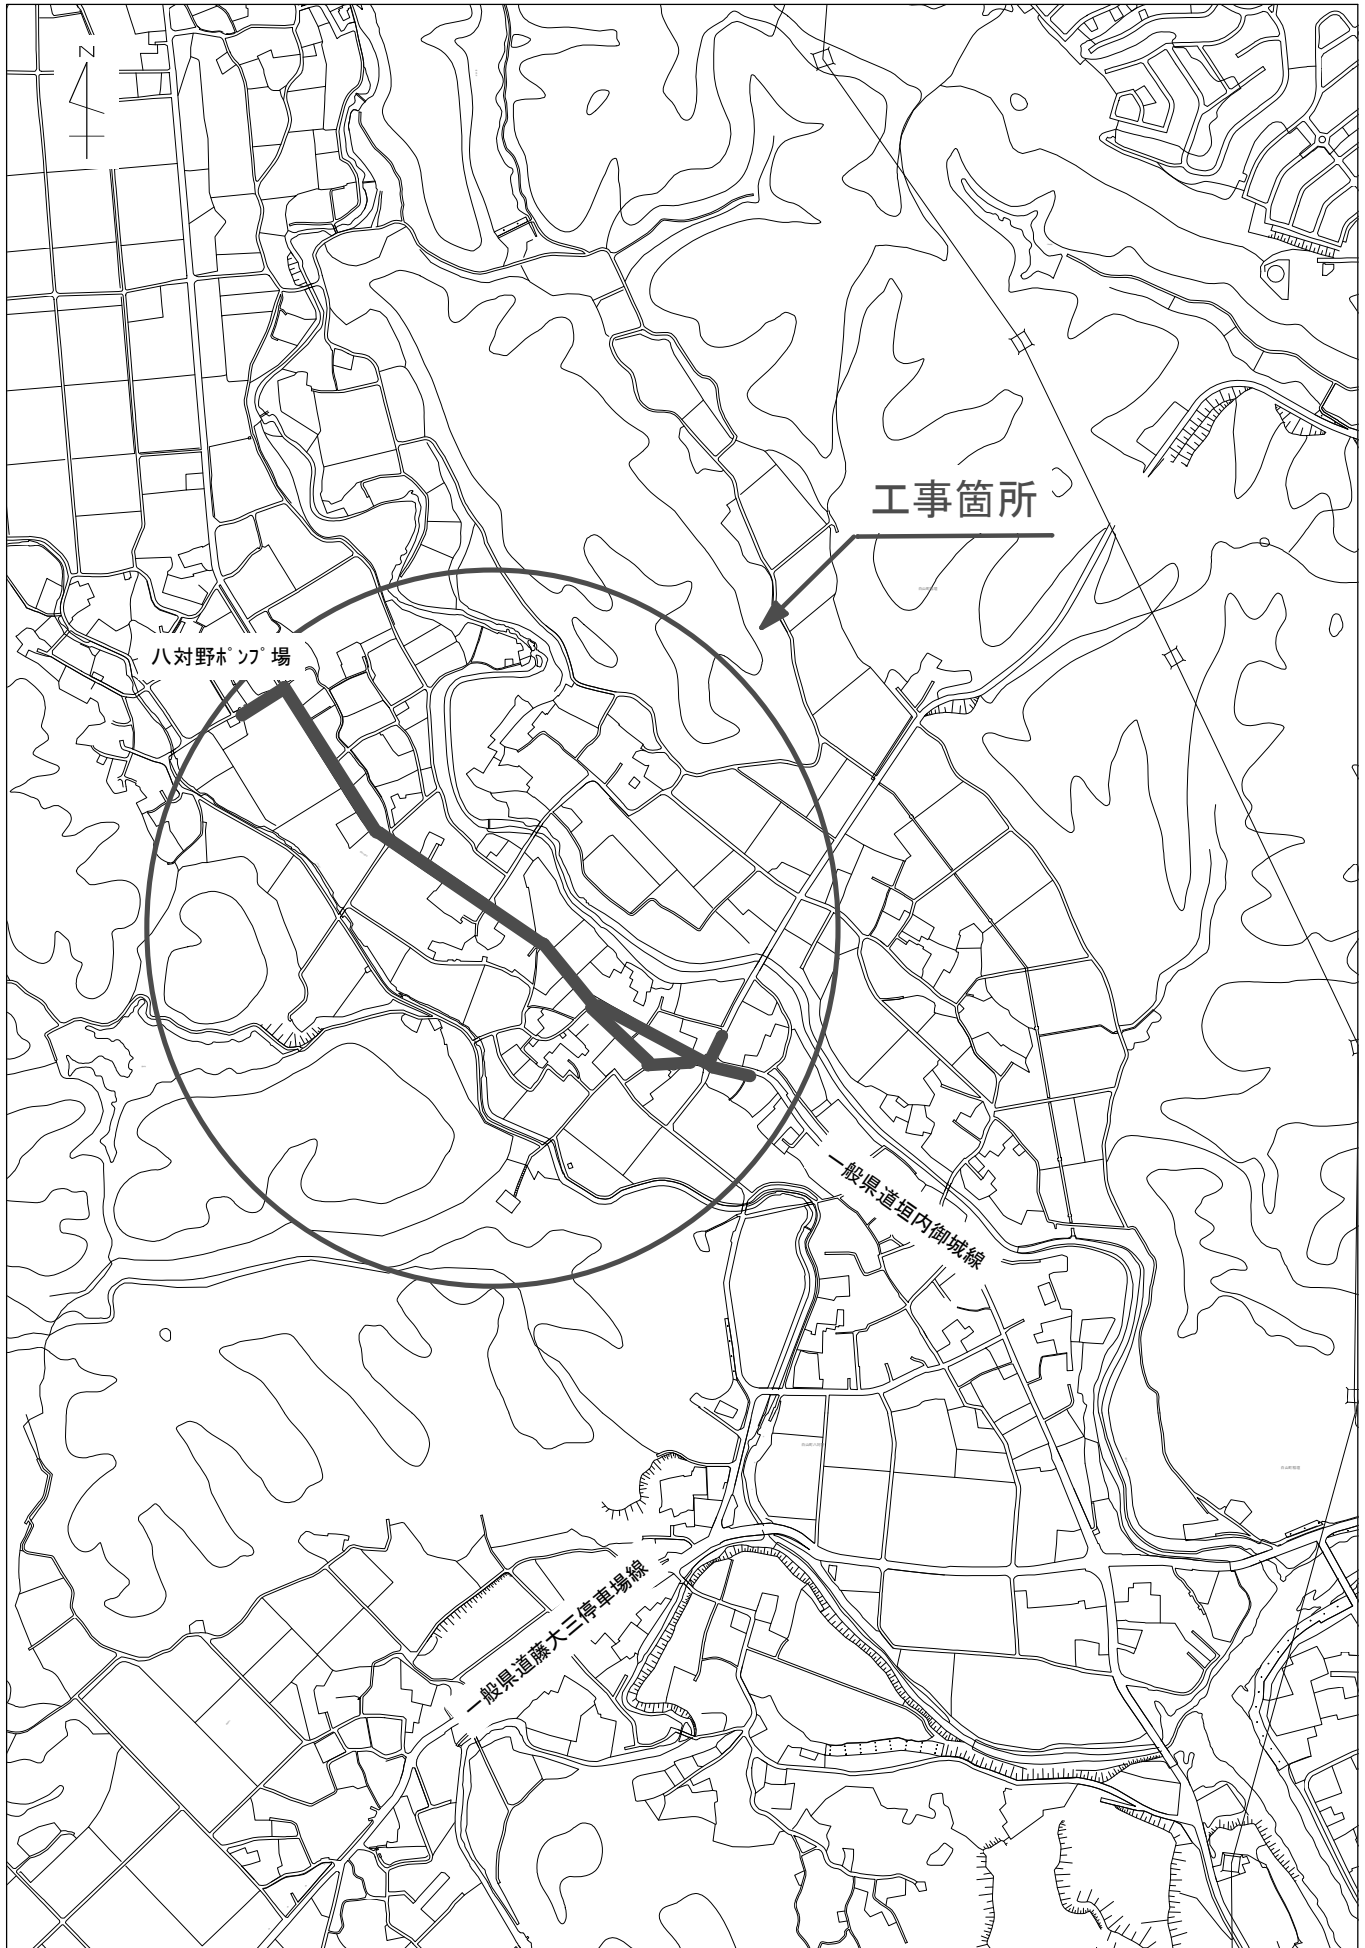 N
工事箇所
八対野ﾎﾟﾝﾌﾟ場
一般県道垣内御城線
一般県道藤大三停車場線